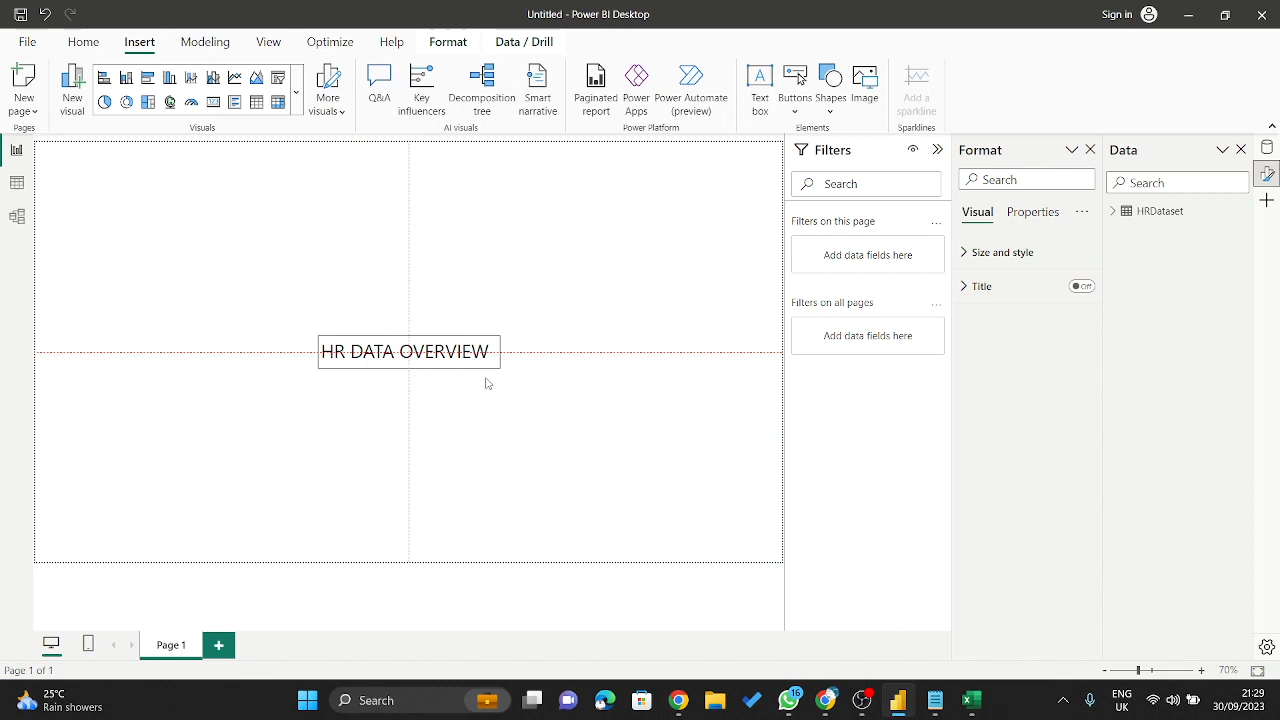 Untitled - Power BI Desktop
Sign in
File
Home
Insert
Modeling
View
Optimize
Help
Format
Data / Drill
New page
New visual
More visuals
Q&A
Key influencers
Decomposition tree
Smart narrative
Paginated report
Power Apps
Power Automate (preview)
Text box
Buttons
Shapes
Image
Add a sparkline
Pages
Visuals
AI visuals
Power Platform
Elements
Sparklines
HR DATA OVERVIEW
Filters
Search
Filters on this page
...
Add data fields here
Filters on all pages
...
Add data fields here
Format
Search
Visual
Properties
...
Size and style
Title
Off
Data
Search
HRDataset
Page 1
+
Page 1 of 1
-
+
70%
25°C
Rain showers
Search
16
ENG
UK
21:29
30/09/2023